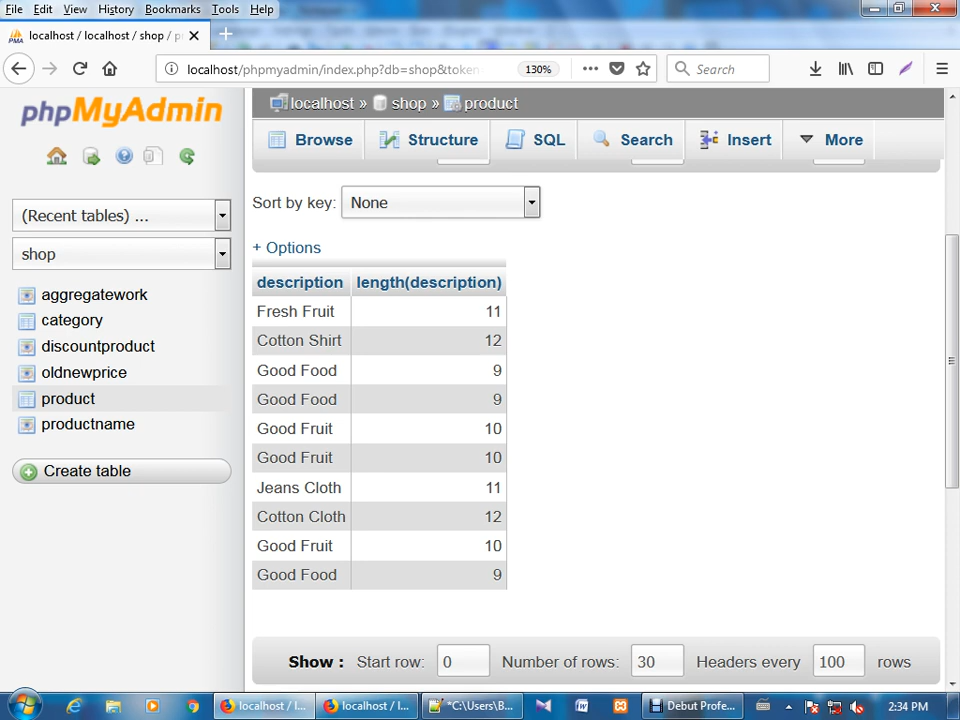 File Edit View History Bookmarks Tools Help
localhost / localhost / shop / p
localhost/phpmyadmin/index.php?db=shop&token 130% Search
phpMyAdmin
(Recent tables) ...
shop
aggregatework
category
discountproduct
oldnewprice
product
productname
Create table
localhost » shop » product
Browse Structure SQL Search Insert More
Sort by key: None
+ Options
description length(description)
Fresh Fruit 11
Cotton Shirt 12
Good Food 9
Good Food 9
Good Fruit 10
Good Fruit 10
Jeans Cloth 11
Cotton Cloth 12
Good Fruit 10
Good Food 9
Show : Start row: 0 Number of rows: 30 Headers every 100 rows
localhost / l... localhost / l... *C:\Users\B... Debut Profe... 2:34 PM